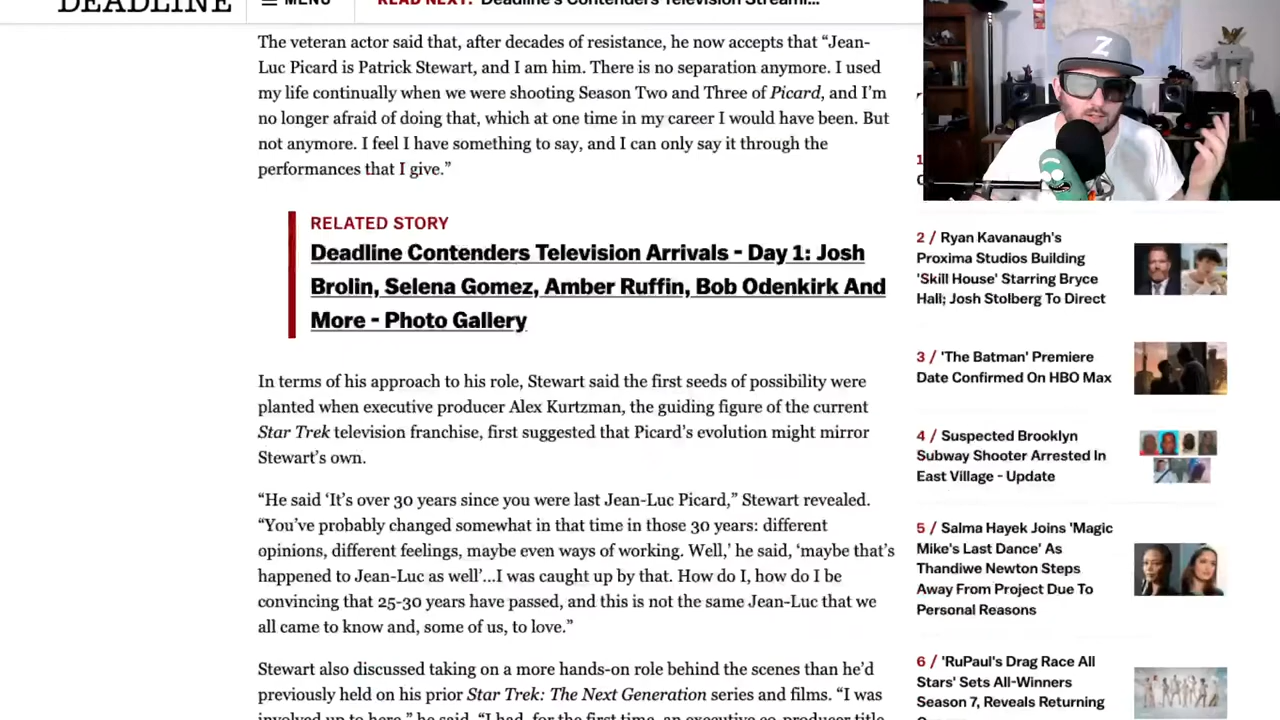 DEADLINE
MENU
READ NEXT: Deadline's Contenders Television Streami...
The veteran actor said that, after decades of resistance, he now accepts that “Jean-
Luc Picard is Patrick Stewart, and I am him. There is no separation anymore. I used
my life continually when we were shooting Season Two and Three of Picard, and I’m
no longer afraid of doing that, which at one time in my career I would have been. But
not anymore. I feel I have something to say, and I can only say it through the
performances that I give.”
RELATED STORY
Deadline Contenders Television Arrivals - Day 1: Josh
Brolin, Selena Gomez, Amber Ruffin, Bob Odenkirk And
More - Photo Gallery
In terms of his approach to his role, Stewart said the first seeds of possibility were
planted when executive producer Alex Kurtzman, the guiding figure of the current
Star Trek television franchise, first suggested that Picard’s evolution might mirror
Stewart’s own.
“He said ‘It’s over 30 years since you were last Jean-Luc Picard,” Stewart revealed.
“You’ve probably changed somewhat in that time in those 30 years: different
opinions, different feelings, maybe even ways of working. Well,’ he said, ‘maybe that’s
happened to Jean-Luc as well’...I was caught up by that. How do I, how do I be
convincing that 25-30 years have passed, and this is not the same Jean-Luc that we
all came to know and, some of us, to love.”
Stewart also discussed taking on a more hands-on role behind the scenes than he’d
previously held on his prior Star Trek: The Next Generation series and films. “I was
involved up to here,” he said. “I had, for the first time, an executive co-producer title
Z
2 / Ryan Kavanaugh's
Proxima Studios Building
'Skill House' Starring Bryce
Hall; Josh Stolberg To Direct
3 / 'The Batman' Premiere
Date Confirmed On HBO Max
4 / Suspected Brooklyn
Subway Shooter Arrested In
East Village - Update
5 / Salma Hayek Joins 'Magic
Mike's Last Dance' As
Thandiwe Newton Steps
Away From Project Due To
Personal Reasons
6 / 'RuPaul's Drag Race All
Stars' Sets All-Winners
Season 7, Reveals Returning